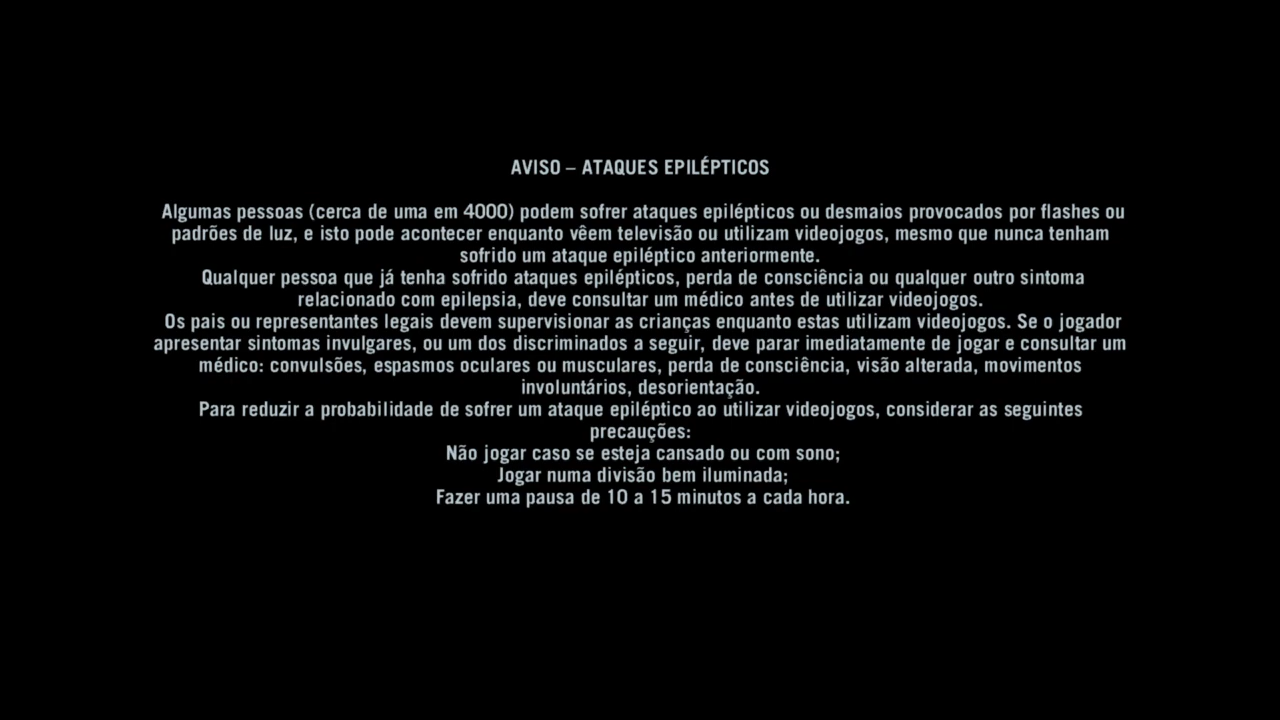 AVISO – ATAQUES EPILÉPTICOS
Algumas pessoas (cerca de uma em 4000) podem sofrer ataques epilépticos ou desmaios provocados por flashes ou
padrões de luz, e isto pode acontecer enquanto vêem televisão ou utilizam videojogos, mesmo que nunca tenham
sofrido um ataque epiléptico anteriormente.
Qualquer pessoa que já tenha sofrido ataques epilépticos, perda de consciência ou qualquer outro sintoma
relacionado com epilepsia, deve consultar um médico antes de utilizar videojogos.
Os pais ou representantes legais devem supervisionar as crianças enquanto estas utilizam videojogos. Se o jogador
apresentar sintomas invulgares, ou um dos discriminados a seguir, deve parar imediatamente de jogar e consultar um
médico: convulsões, espasmos oculares ou musculares, perda de consciência, visão alterada, movimentos
involuntários, desorientação.
Para reduzir a probabilidade de sofrer um ataque epiléptico ao utilizar videojogos, considerar as seguintes
precauções:
Não jogar caso se esteja cansado ou com sono;
Jogar numa divisão bem iluminada;
Fazer uma pausa de 10 a 15 minutos a cada hora.